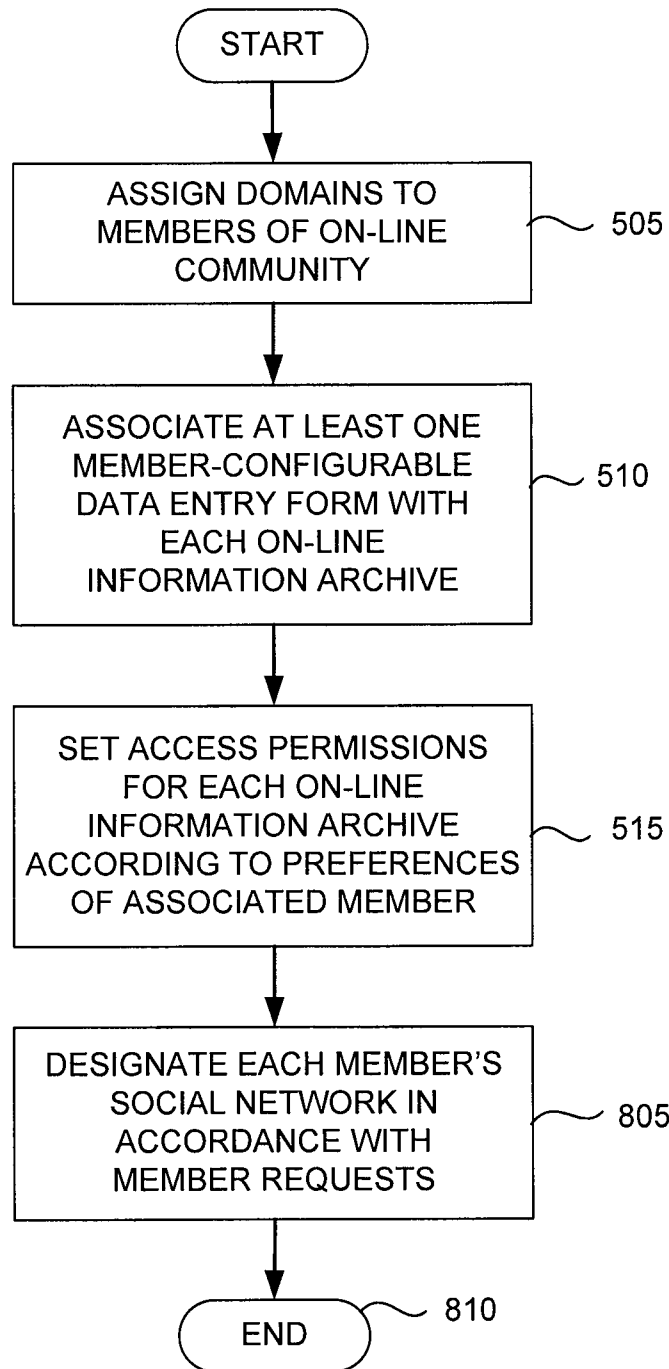 START
ASSIGN DOMAINS TO
MEMBERS OF ON-LINE
COMMUNITY
505
ASSOCIATE AT LEAST ONE
MEMBER-CONFIGURABLE
DATA ENTRY FORM WITH
EACH ON-LINE
INFORMATION ARCHIVE
510
SET ACCESS PERMISSIONS
FOR EACH ON-LINE
INFORMATION ARCHIVE
ACCORDING TO PREFERENCES
OF ASSOCIATED MEMBER
515
DESIGNATE EACH MEMBER'S
SOCIAL NETWORK IN
ACCORDANCE WITH
MEMBER REQUESTS
805
END
810